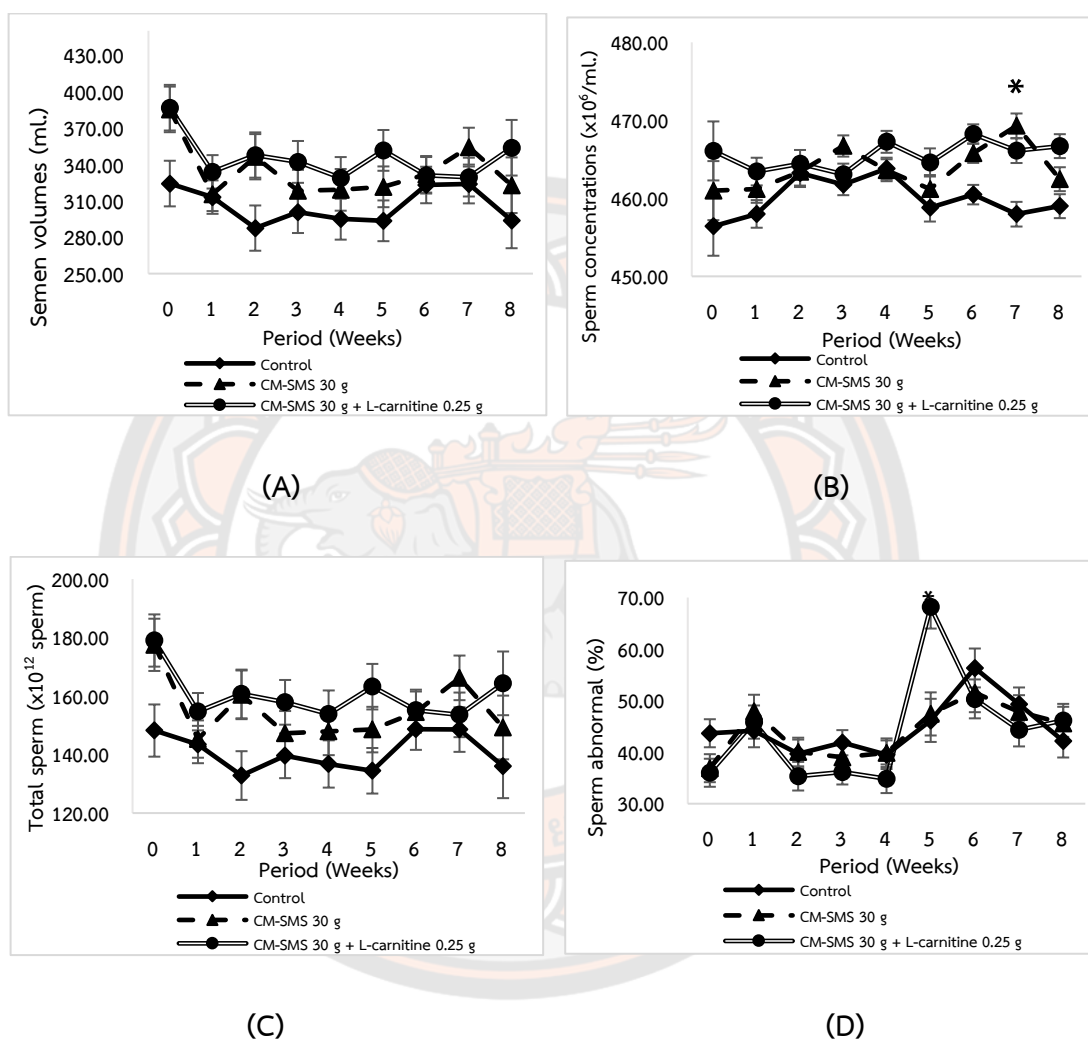 Semen volumes (ml.)
430.00
400.00
370.00
340.00
310.00
280.00
250.00
0 1 2 3 4 5 6 7 8
Period (Weeks)
Control
CM-SMS 30 g
CM-SMS 30 g + L-carnitine 0.25 g
(A)
Sperm concentrations (x10⁶/ml.)
480.00
470.00
460.00
450.00
*
0 1 2 3 4 5 6 7 8
Period (Weeks)
Control
CM-SMS 30 g
CM-SMS 30 g + L-carnitine 0.25 g
(B)
Total sperm (x10¹² sperm)
200.00
180.00
160.00
140.00
120.00
0 1 2 3 4 5 6 7 8
Period (Weeks)
Control
CM-SMS 30 g
CM-SMS 30 g + L-carnitine 0.25 g
(C)
Sperm abnormal (%)
70.00
60.00
50.00
40.00
30.00
*
0 1 2 3 4 5 6 7 8
Period (Weeks)
Control
CM-SMS 30 g
CM-SMS 30 g + L-carnitine 0.25 g
(D)